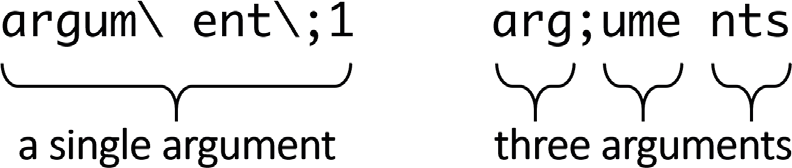 argum\ ent\;1 arg;ume nts
a single argument three arguments